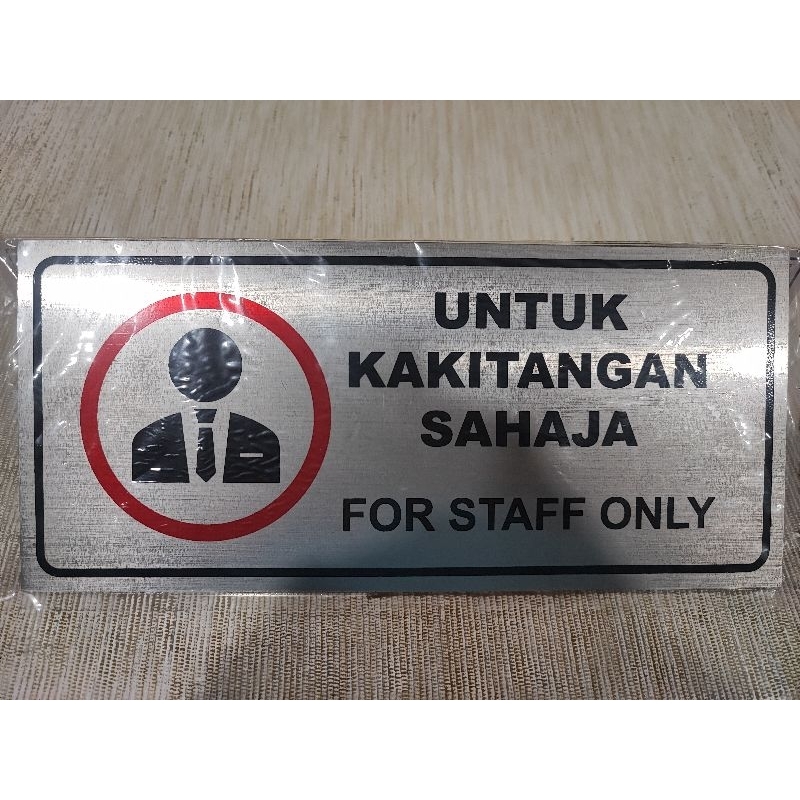 UNTUK
KAKITANGAN
SAHAJA
FOR STAFF ONLY